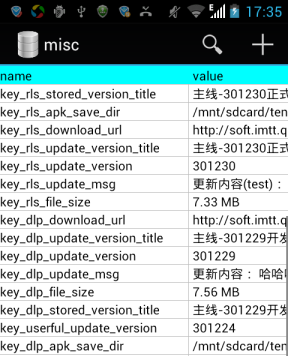 17:35
misc
name value
key_rls_stored_version_title 主线-301230正式
key_rls_apk_save_dir /mnt/sdcard/ten
key_rls_download_url http://soft.imtt.q
key_rls_update_version_title 主线-301230正式
key_rls_update_version 301230
key_rls_update_msg 更新内容(test)：
key_rls_file_size 7.33 MB
key_dlp_download_url http://soft.imtt.q
key_dlp_update_version_title 主线-301229开发
key_dlp_update_version 301229
key_dlp_update_msg 更新内容： 哈哈哈
key_dlp_file_size 7.56 MB
key_dlp_stored_version_title 主线-301229开发
key_userful_update_version 301224
key_dlp_apk_save_dir /mnt/sdcard/ten